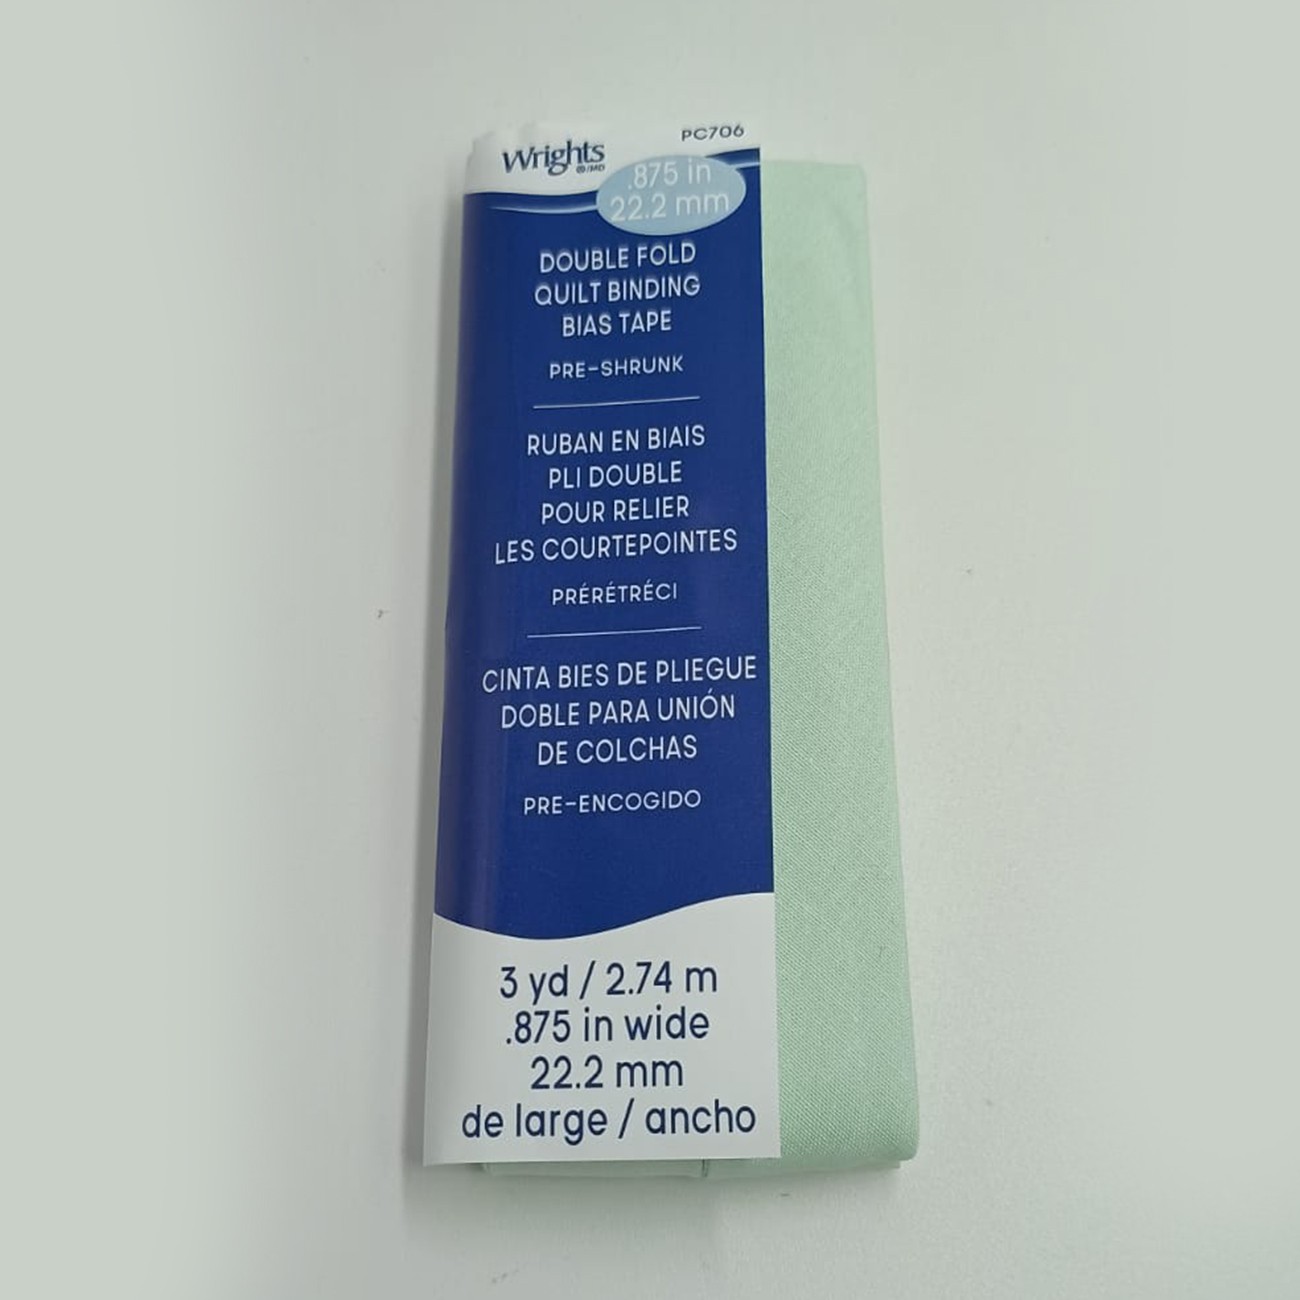 PC706
Wrights
®/MD
.875 in
22.2 mm
DOUBLE FOLD
QUILT BINDING
BIAS TAPE
PRE-SHRUNK
RUBAN EN BIAIS
PLI DOUBLE
POUR RELIER
LES COURTEPOINTES
PRÉRÉTRÉCI
CINTA BIES DE PLIEGUE
DOBLE PARA UNIÓN
DE COLCHAS
PRE-ENCOGIDO
3 yd / 2.74 m
.875 in wide
22.2 mm
de large / ancho